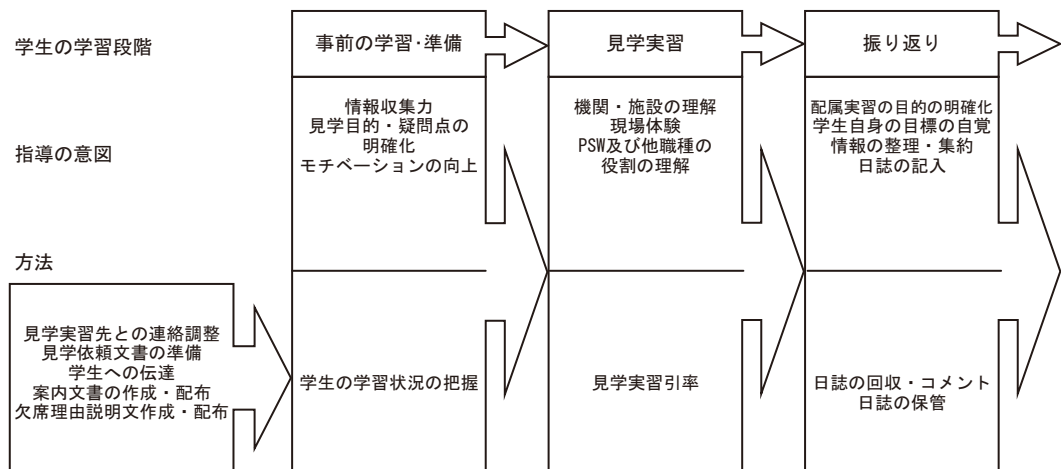 学生の学習段階
事前の学習・準備
見学実習
振り返り
指導の意図
情報収集力
見学目的・疑問点の
明確化
モチベーションの向上
機関・施設の理解
現場体験
PSW及び他職種の
役割の理解
配属実習の目的の明確化
学生自身の目標の自覚
情報の整理・集約
日誌の記入
方法
見学実習先との連絡調整
見学依頼文書の準備
学生への伝達
案内文書の作成・配布
欠席理由説明文作成・配布
学生の学習状況の把握
見学実習引率
日誌の回収・コメント
日誌の保管